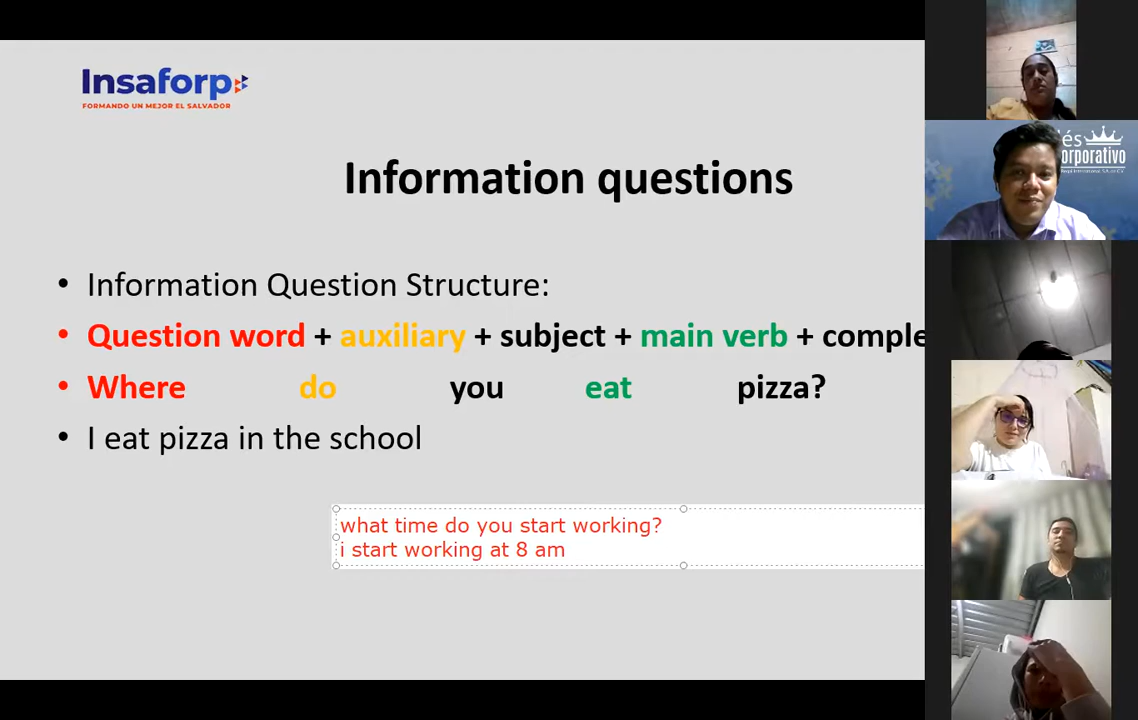 Insaforp
FORMANDO UN MEJOR EL SALVADOR
Information questions
• Information Question Structure:
• Question word + auxiliary + subject + main verb + comple
• Where do you eat pizza?
• I eat pizza in the school
what time do you start working?
i start working at 8 am
és
orporativo